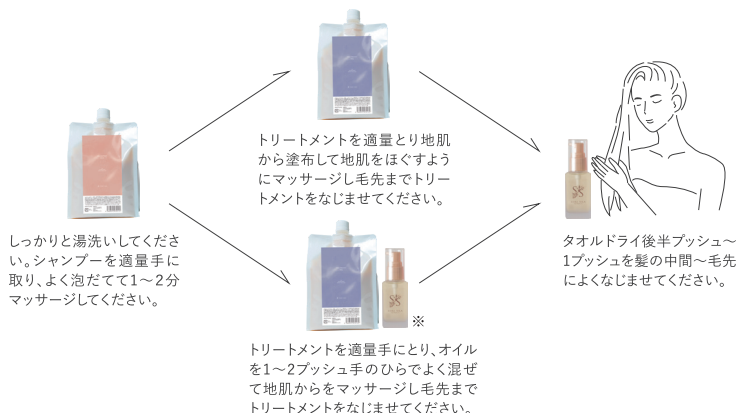 しっかりと湯洗いしてくださ
い。シャンプーを適量手に
取り、よく泡だてて1〜2分
マッサージしてください。
トリートメントを適量とり地肌
から塗布して地肌をほぐすよう
にマッサージし毛先までトリー
トメントをなじませてください。
※
トリートメントを適量手にとり、オイル
を1〜2プッシュ手のひらでよく混ぜ
て地肌からをマッサージし毛先まで
トリートメントをなじませてください。
タオルドライ後半プッシュ〜
1プッシュを髪の中間〜毛先
によくなじませてください。